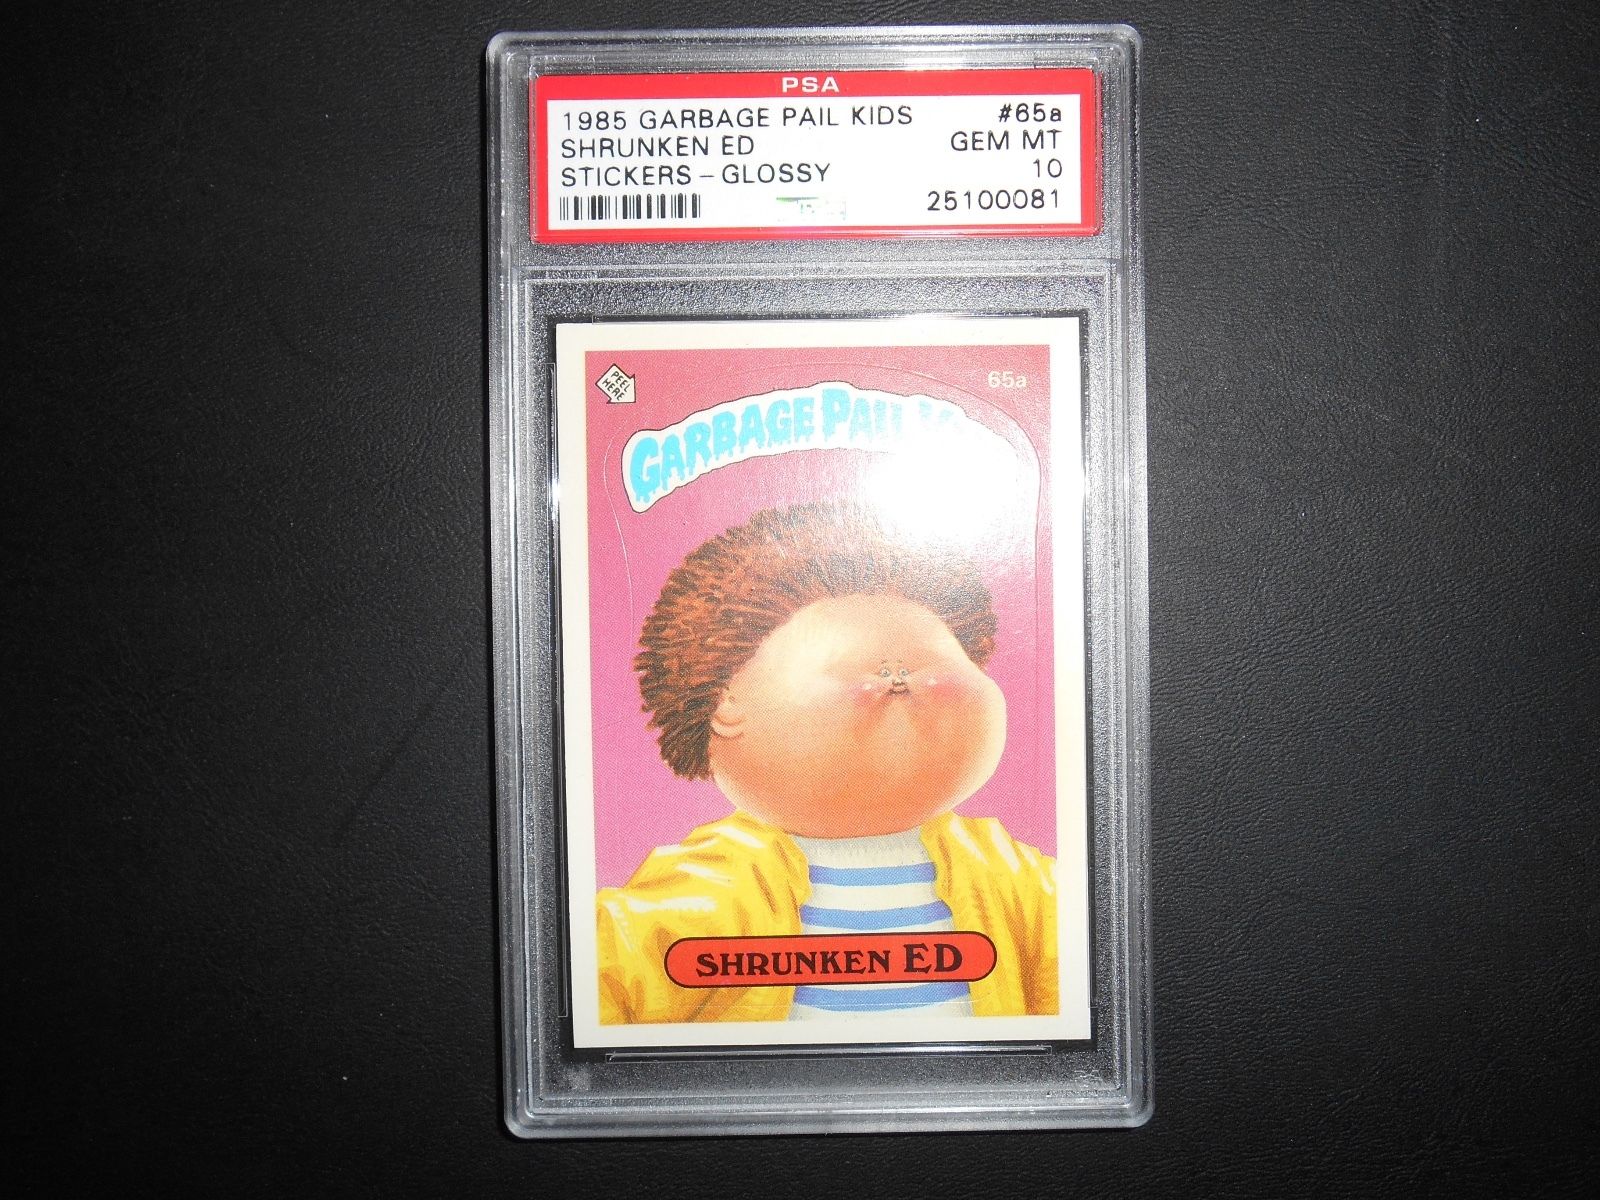 PSA
1985 GARBAGE PAIL KIDS #65a
SHRUNKEN ED GEM MT
STICKERS - GLOSSY 10
25100081
PEEL HERE
65a
GARBAGE PAIL
SHRUNKEN ED